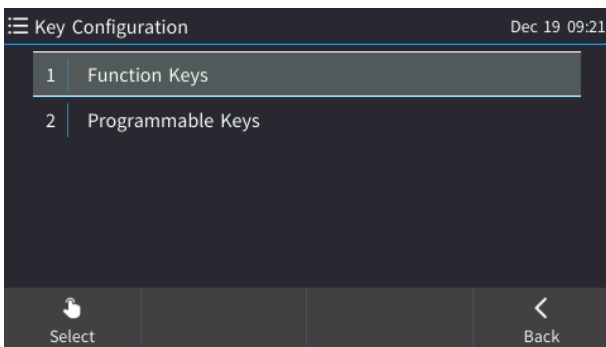 Key Configuration Dec 19 09:21
1 Function Keys
2 Programmable Keys
Select Back